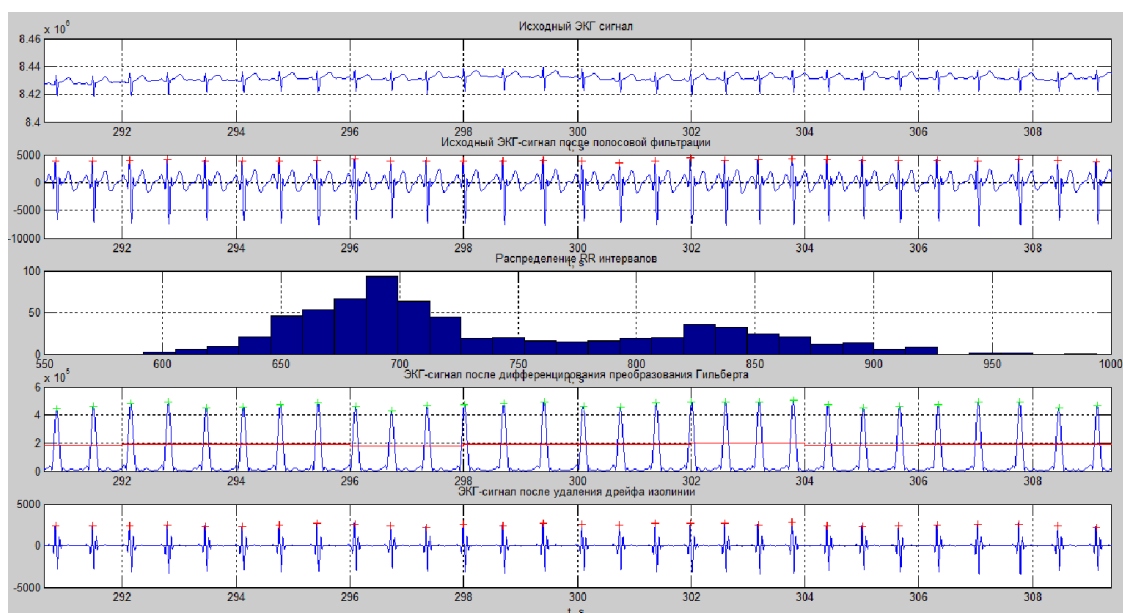 Исходный ЭКГ сигнал
x 10^6
8.46
8.44
8.42
8.4
292 294 296 298 300 302 304 306 308
t, s
Исходный ЭКГ-сигнал после полосовой фильтрации
5000
0
-5000
-10000
292 294 296 298 300 302 304 306 308
t, s
Распределение RR интервалов
100
50
0
550 600 650 700 750 800 850 900 950 1000
t, s
ЭКГ-сигнал после дифференцирования преобразования Гильберта
x 10^5
6
4
2
0
292 294 296 298 300 302 304 306 308
ЭКГ-сигнал после удаления дрейфа изолинии
5000
0
-5000
292 294 296 298 300 302 304 306 308
t, s